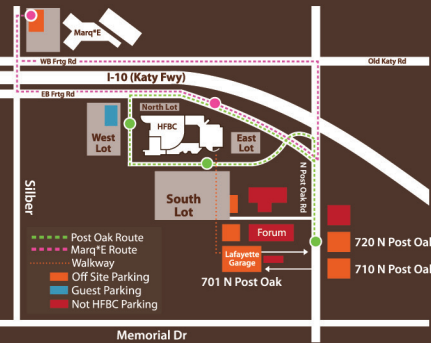 Marq*E
WB Frtg Rd
Old Katy Rd
I-10 (Katy Fwy)
EB Frtg Rd
North Lot
HFBC
West
Lot
East
Lot
N Post Oak Rd
Silber
South
Lot
Forum
Lafayette
Garage
701 N Post Oak
720 N Post Oak
710 N Post Oak
Post Oak Route
Marq*E Route
Walkway
Off Site Parking
Guest Parking
Not HFBC Parking
Memorial Dr